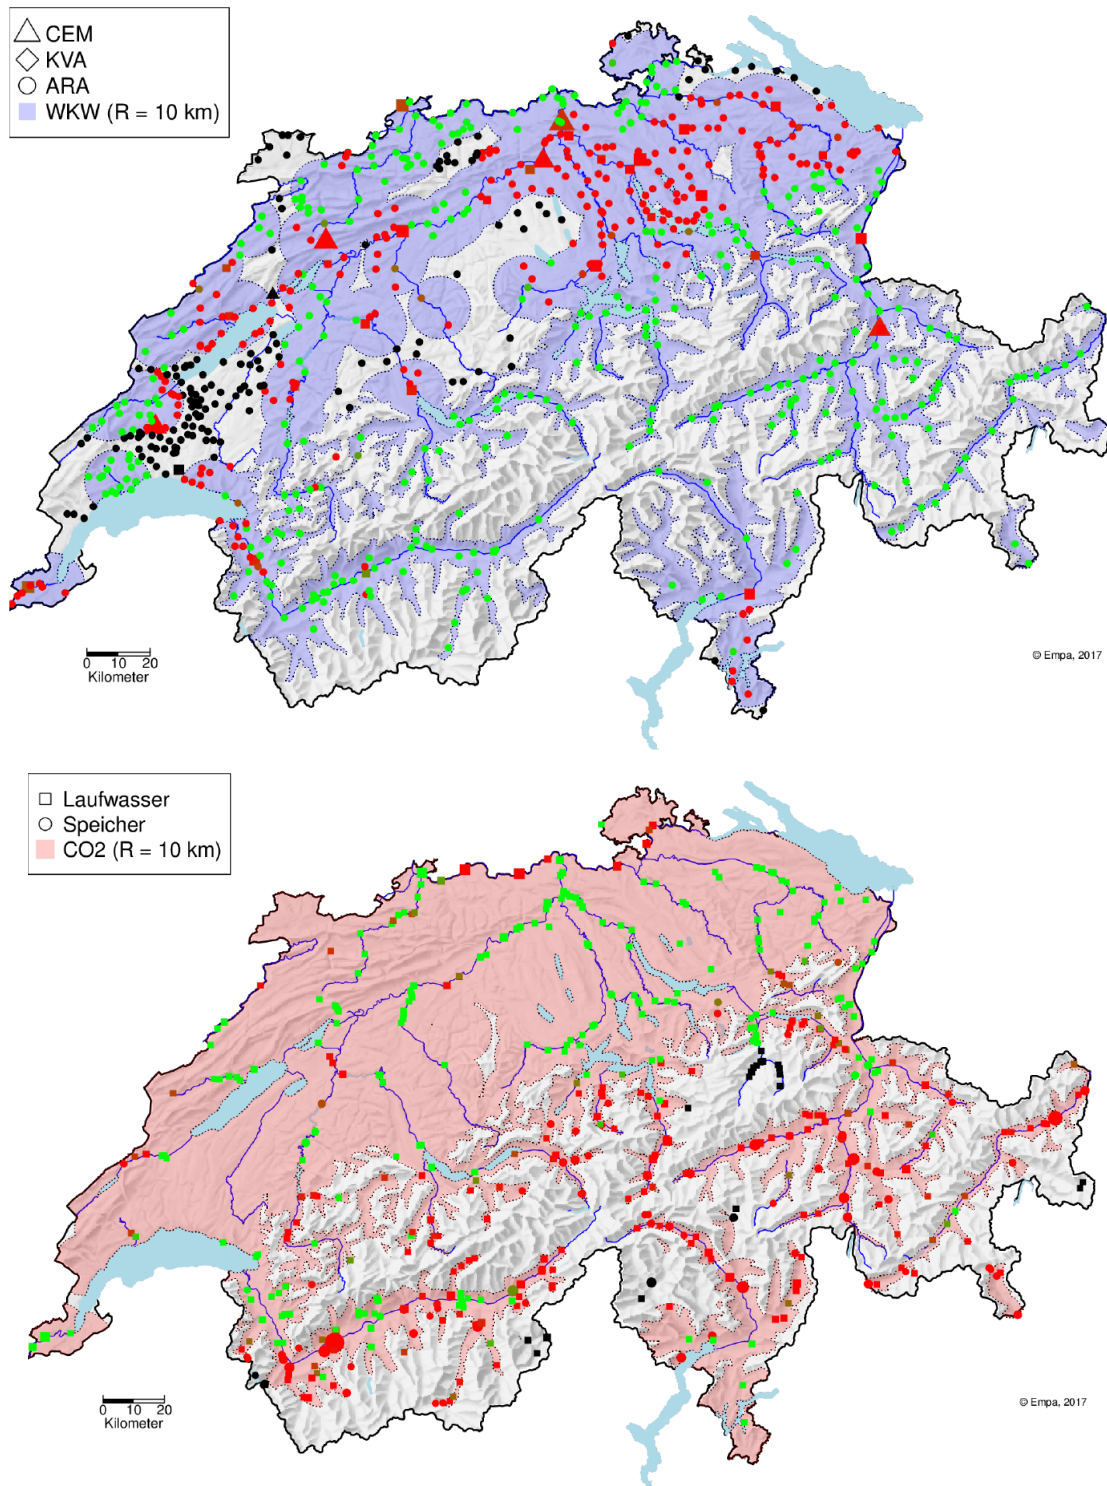 CEM
KVA
ARA
WKW (R = 10 km)
0 10 20
Kilometer
© Empa, 2017
Laufwasser
Speicher
CO2 (R = 10 km)
0 10 20
Kilometer
© Empa, 2017